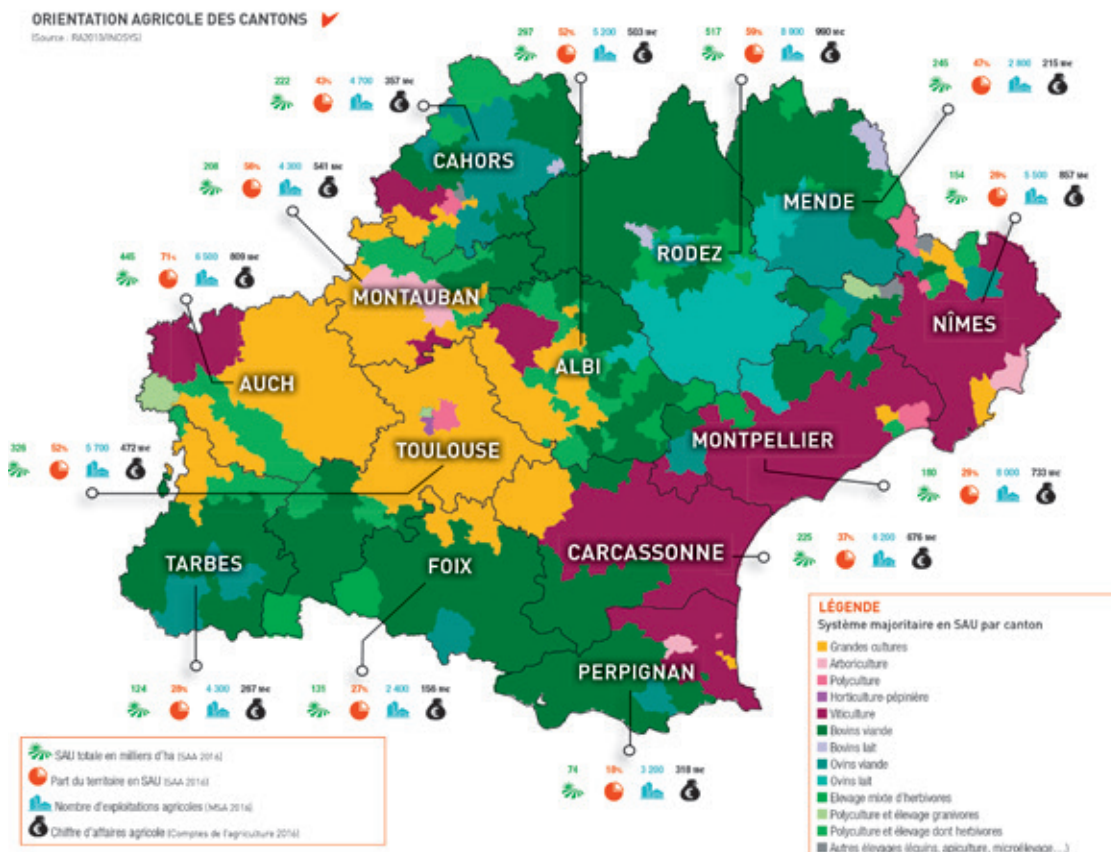 ORIENTATION AGRICOLE DES CANTONS
(Source : RA2010/INOSYS)
297 52% 5 200 503 M€
517 59% 8 900 990 M€
245 47% 2 800 215 M€
222 43% 4 700 357 M€
CAHORS
208 56% 4 300 541 M€
MENDE
154 26% 5 500 857 M€
RODEZ
445 71% 6 500 809 M€
MONTAUBAN
NÎMES
ALBI
AUCH
MONTPELLIER
TOULOUSE
326 52% 5 700 472 M€
180 29% 8 000 733 M€
CARCASSONNE
225 37% 6 200 676 M€
TARBES
FOIX
PERPIGNAN
124 28% 4 300 267 M€
131 27% 2 400 156 M€
74 18% 3 200 318 M€
SAU totale en milliers d'ha (SAA 2016)
Part du territoire en SAU (SAA 2016)
Nombre d'exploitations agricoles (MSA 2016)
Chiffre d'affaires agricole (Comptes de l'agriculture 2016)
LÉGENDE
Système majoritaire en SAU par canton
Grandes cultures
Arboriculture
Polyculture
Horticulture-pépinière
Viticulture
Bovins viande
Bovins lait
Ovins viande
Ovins lait
Elevage mixte d'herbivores
Polyculture et élevage granivores
Polyculture et élevage dont herbivores
Autres élevages (équins, apiculture, microélevage...)